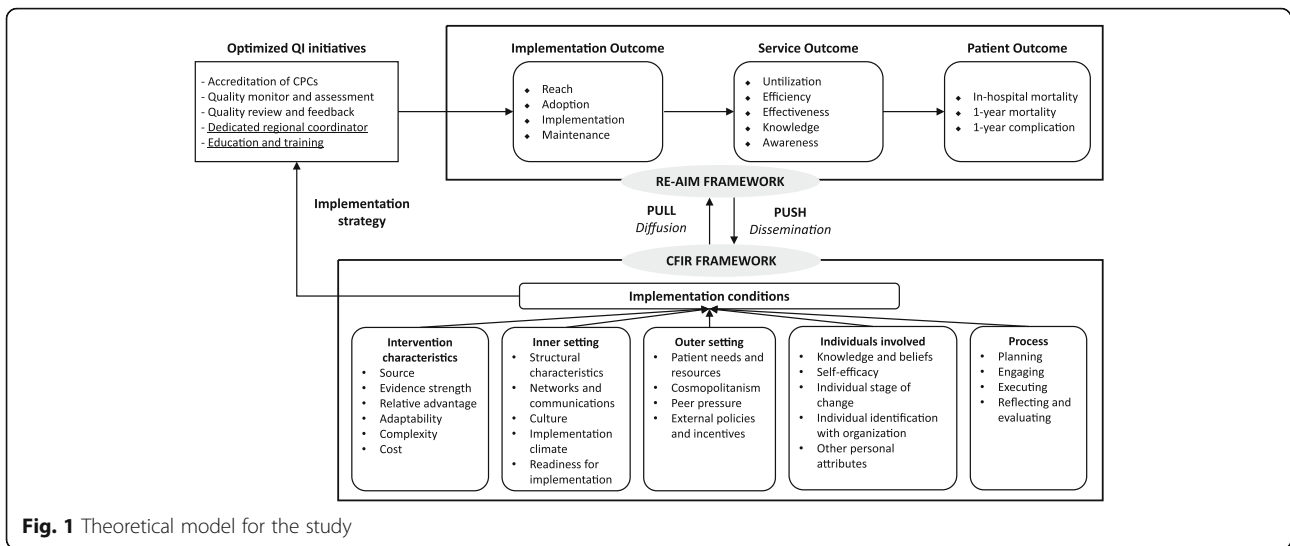 Optimized QI initiatives
- Accreditation of CPCs
- Quality monitor and assessment
- Quality review and feedback
- Dedicated regional coordinator
- Education and training
Implementation Outcome
◆ Reach
◆ Adoption
◆ Implementation
◆ Maintenance
Service Outcome
◆ Untilization
◆ Efficiency
◆ Effectiveness
◆ Knowledge
◆ Awareness
Patient Outcome
◆ In-hospital mortality
◆ 1-year mortality
◆ 1-year complication
RE-AIM FRAMEWORK
Implementation
strategy
PULL
Diffusion
PUSH
Dissemination
CFIR FRAMEWORK
Implementation conditions
Intervention
characteristics
• Source
• Evidence strength
• Relative advantage
• Adaptability
• Complexity
• Cost
Inner setting
• Structural
characteristics
• Networks and
communications
• Culture
• Implementation
climate
• Readiness for
implementation
Outer setting
• Patient needs and
resources
• Cosmopolitanism
• Peer pressure
• External policies
and incentives
Individuals involved
• Knowledge and beliefs
• Self-efficacy
• Individual stage of
change
• Individual identification
with organization
• Other personal
attributes
Process
• Planning
• Engaging
• Executing
• Reflecting and
evaluating
Fig. 1 Theoretical model for the study